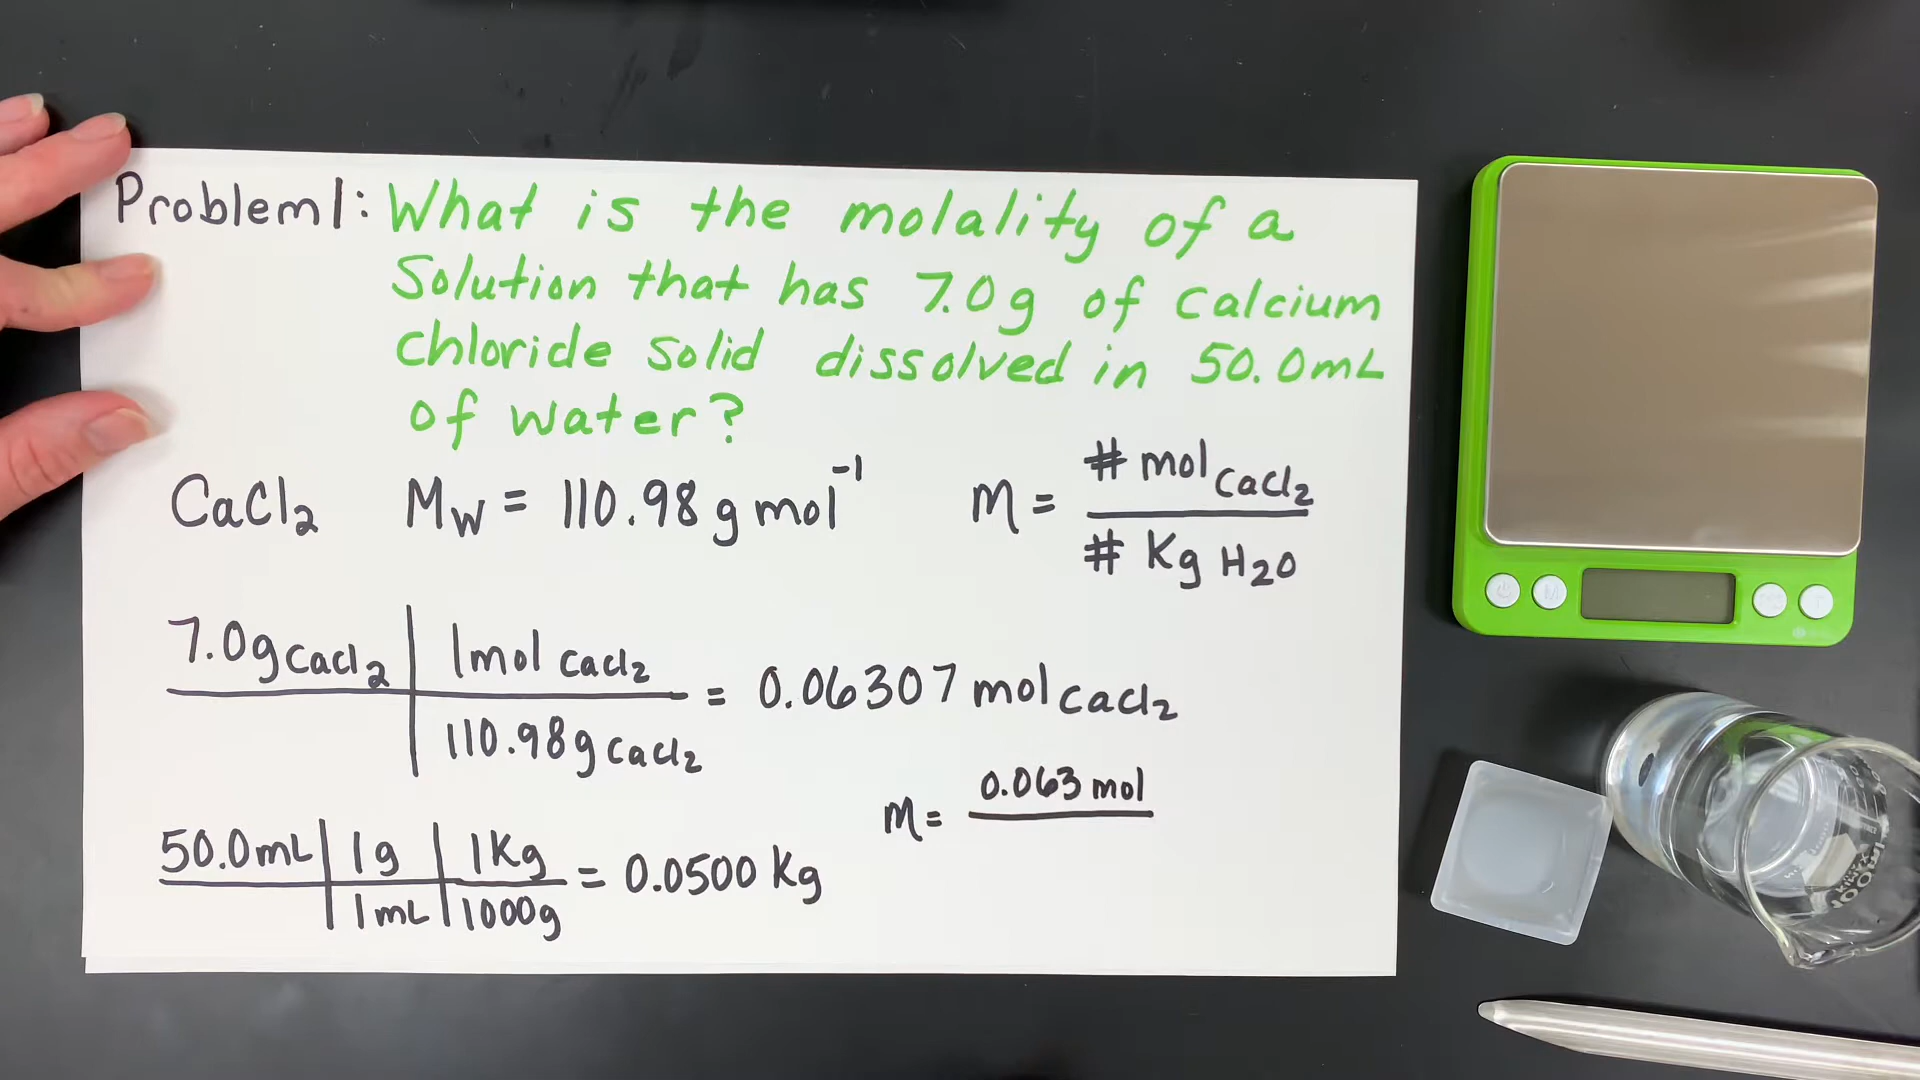 Problem 1: What is the molality of a
Solution that has 7.0g of Calcium
chloride solid dissolved in 50.0mL
of water?
CaCl2 Mw = 110.98 g mol⁻¹
m = # mol CaCl2
# Kg H2O
7.0g CaCl2 | 1 mol CaCl2
110.98g CaCl2
= 0.06307 mol CaCl2
m = 0.063 mol
50.0mL | 1g | 1Kg
1mL | 1000g
= 0.0500 Kg